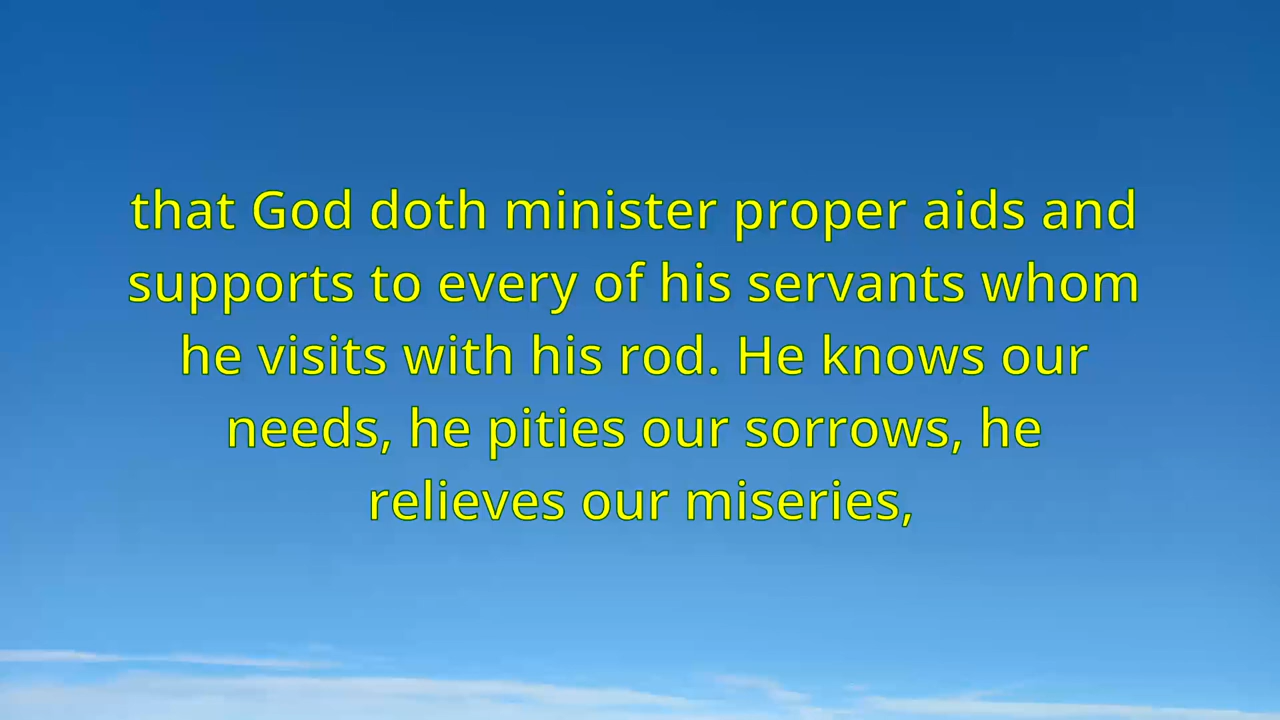 that God doth minister proper aids and
supports to every of his servants whom
he visits with his rod. He knows our
needs, he pities our sorrows, he
relieves our miseries,